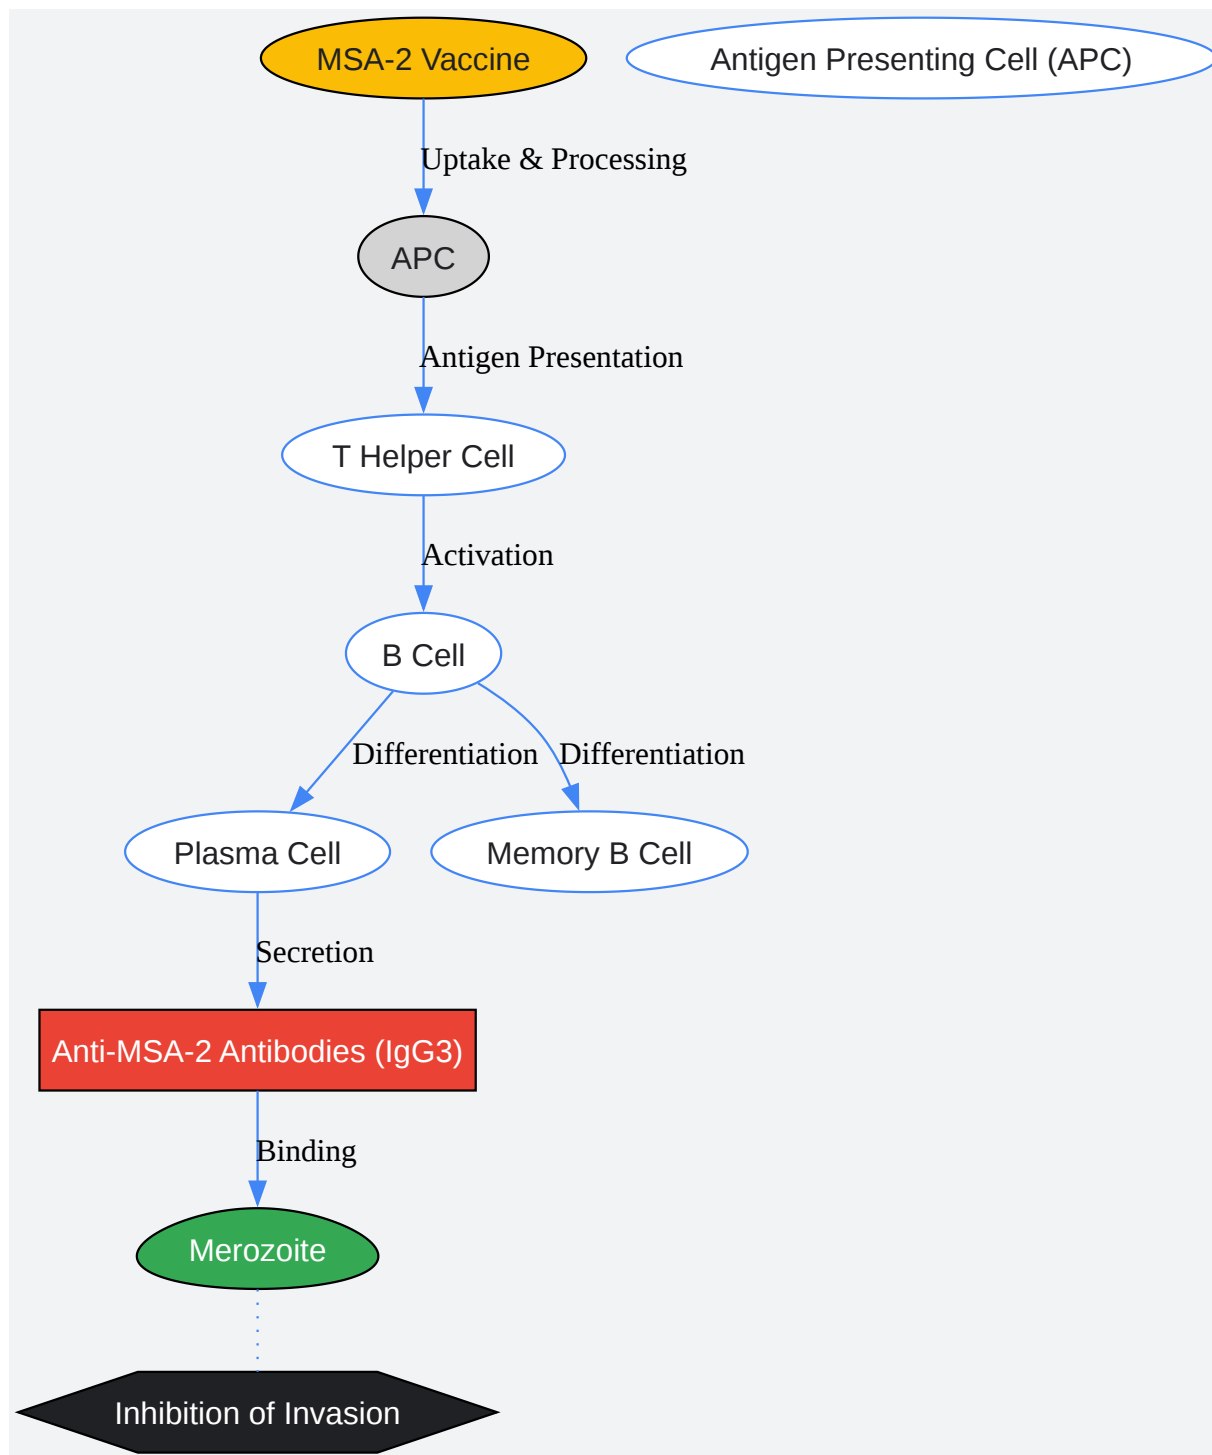 MSA-2 Vaccine
Antigen Presenting Cell (APC)
Uptake & Processing
APC
Antigen Presentation
T Helper Cell
Activation
B Cell
Differentiation
Differentiation
Plasma Cell
Memory B Cell
Secretion
Anti-MSA-2 Antibodies (IgG3)
Binding
Merozoite
Inhibition of Invasion